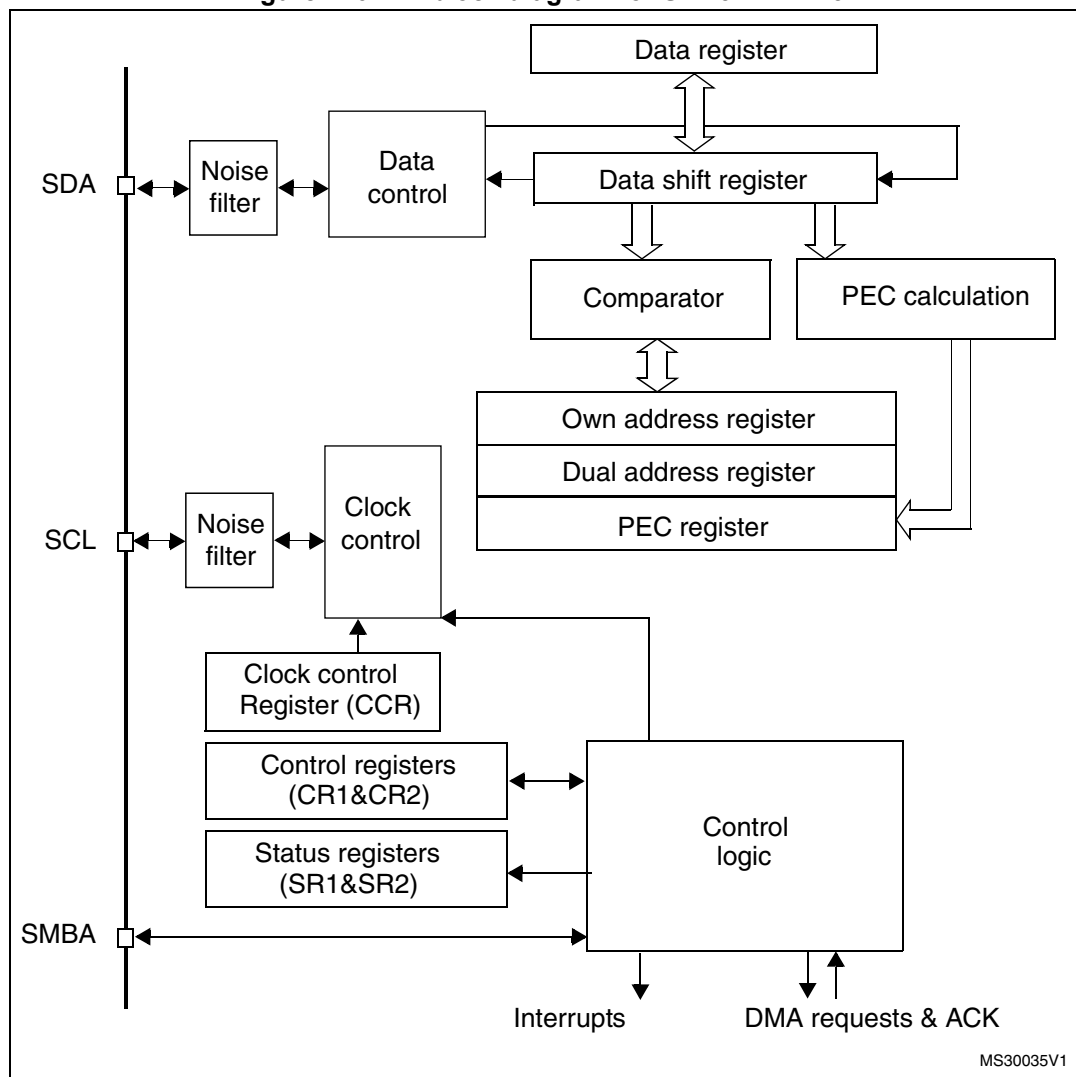 Data register
Data
control
Noise
filter
SDA
Data shift register
Comparator
PEC calculation
Own address register
Dual address register
PEC register
Clock
control
Noise
filter
SCL
Clock control
Register (CCR)
Control registers
(CR1&CR2)
Status registers
(SR1&SR2)
Control
logic
SMBA
Interrupts
DMA requests & ACK
MS30035V1